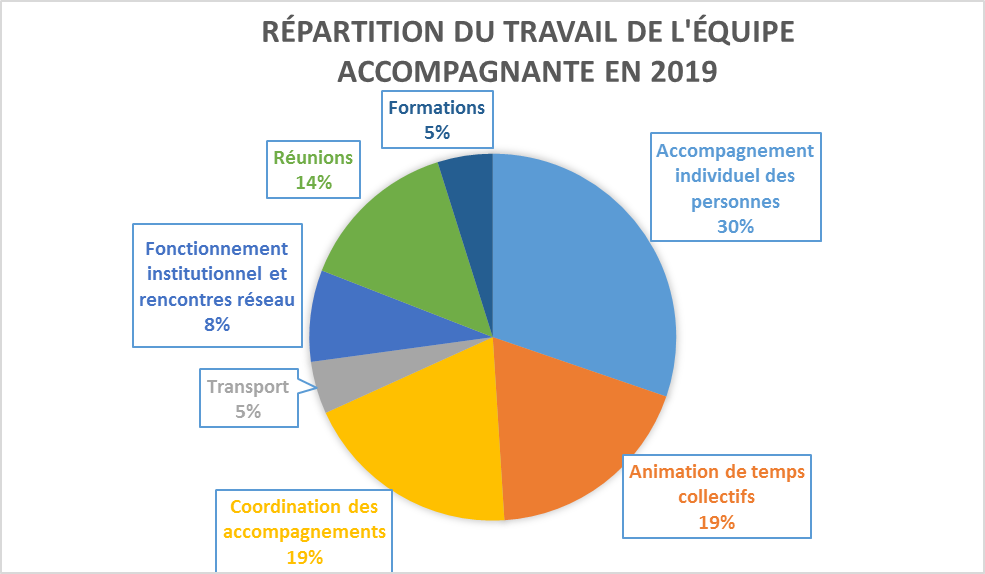 RÉPARTITION DU TRAVAIL DE L'ÉQUIPE
ACCOMPAGNANTE EN 2019
Formations
5%
Accompagnement
individuel des
personnes
30%
Réunions
14%
Fonctionnement
institutionnel et
rencontres réseau
8%
Transport
5%
Animation de temps
collectifs
19%
Coordination des
accompagnements
19%